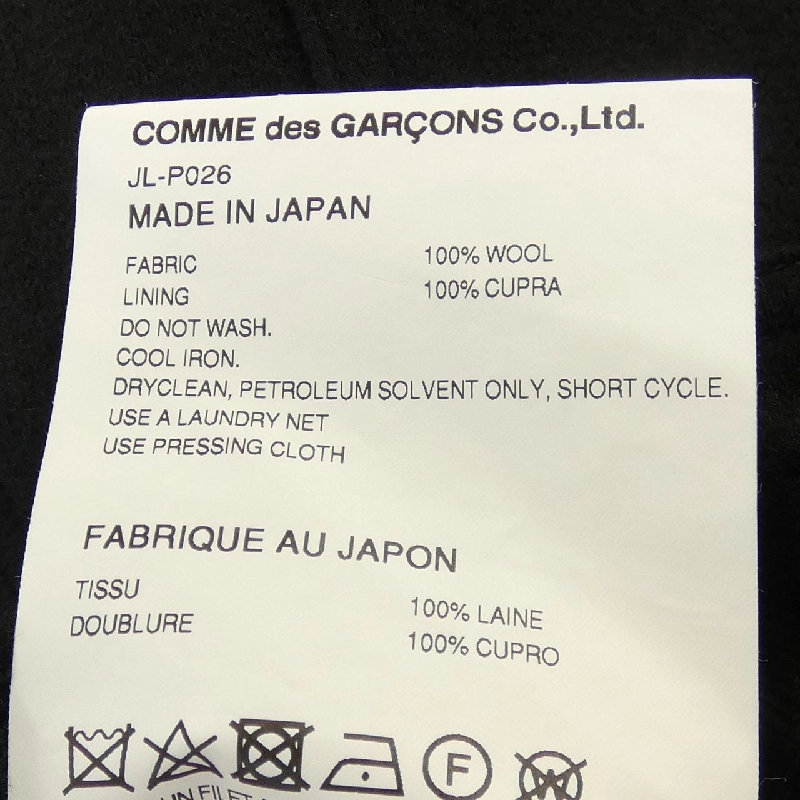 COMME des GARÇONS Co.,Ltd.
JL-P026
MADE IN JAPAN
FABRIC 100% WOOL
LINING 100% CUPRA
DO NOT WASH.
COOL IRON.
DRYCLEAN, PETROLEUM SOLVENT ONLY, SHORT CYCLE.
USE A LAUNDRY NET
USE PRESSING CLOTH
FABRIQUE AU JAPON
TISSU 100% LAINE
DOUBLURE 100% CUPRO
F
W
UN FILET